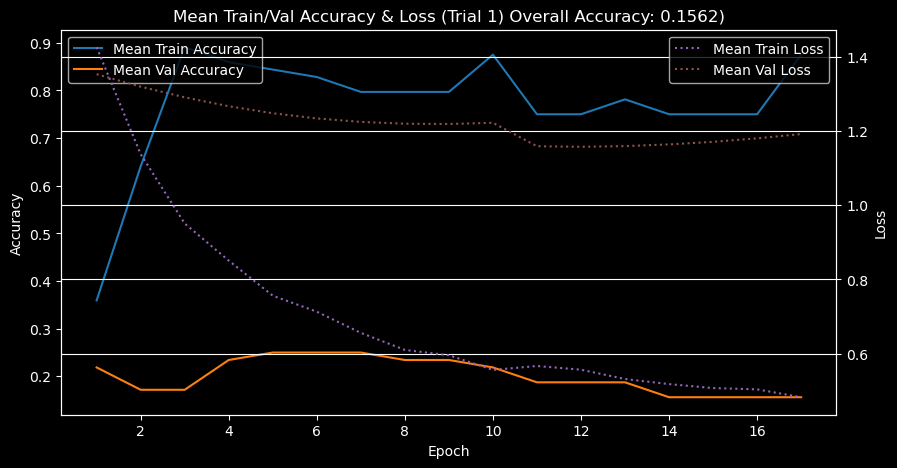 Mean Train/Val Accuracy & Loss (Trial 1) Overall Accuracy: 0.1562)
Mean Train Accuracy
Mean Val Accuracy
Mean Train Loss
Mean Val Loss
0.9
0.8
0.7
0.6
0.5
0.4
0.3
0.2
Accuracy
1.4
1.2
1.0
0.8
0.6
Loss
2 4 6 8 10 12 14 16
Epoch